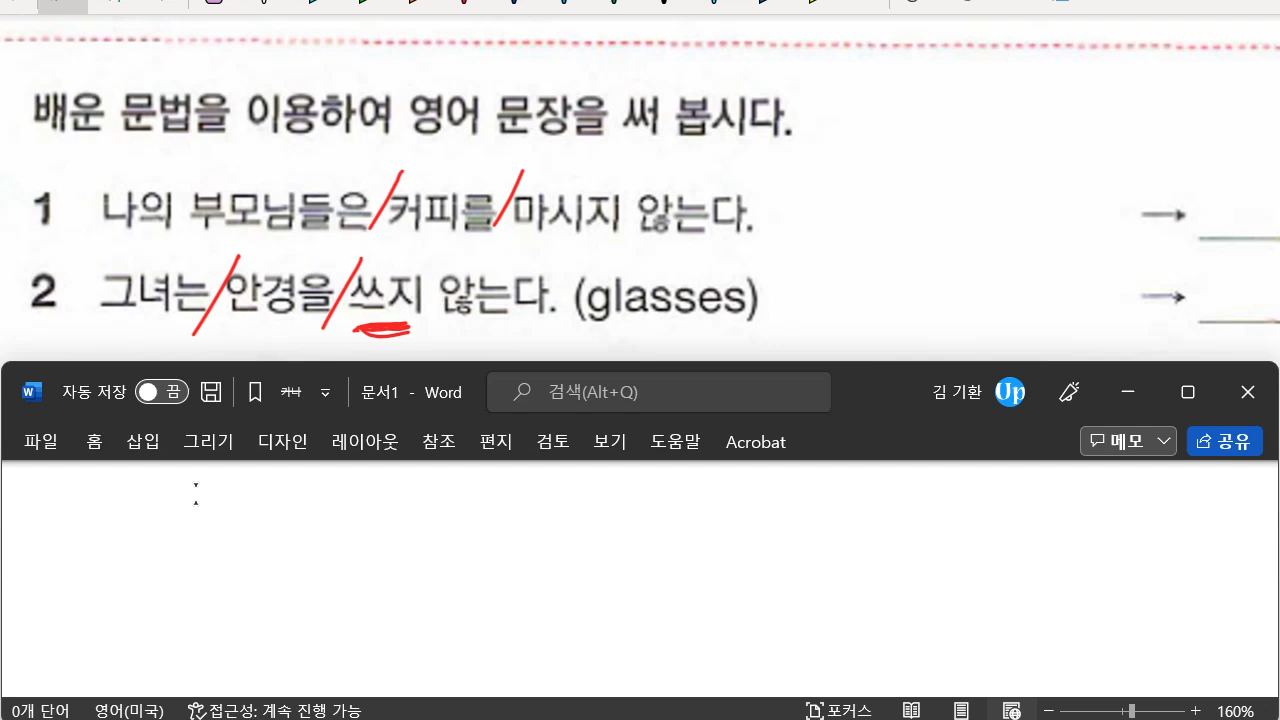 배운 문법을 이용하여 영어 문장을 써 봅시다.
1 나의 부모님들은 커피를 마시지 않는다. →
2 그녀는 안경을 쓰지 않는다. (glasses) →
자동 저장 끔 가나 문서1 - Word 검색(Alt+Q) 김 기환 Up
파일 홈 삽입 그리기 디자인 레이아웃 참조 편지 검토 보기 도움말 Acrobat 메모 공유
0개 단어 영어(미국) 접근성: 계속 진행 가능 포커스 160%